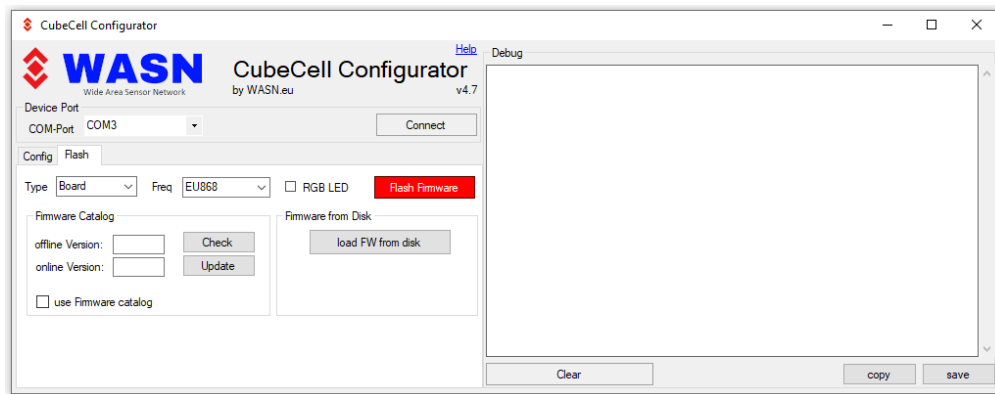 CubeCell Configurator
Help
WASN
Wide Area Sensor Network
CubeCell Configurator
by WASN.eu
v4.7
Device Port
COM-Port COM3 Connect
Config Flash
Type Board Freq EU868 RGB LED Flash Firmware
Firmware Catalog
offline Version: Check
online Version: Update
use Firmware catalog
Firmware from Disk
load FW from disk
Debug
Clear copy save